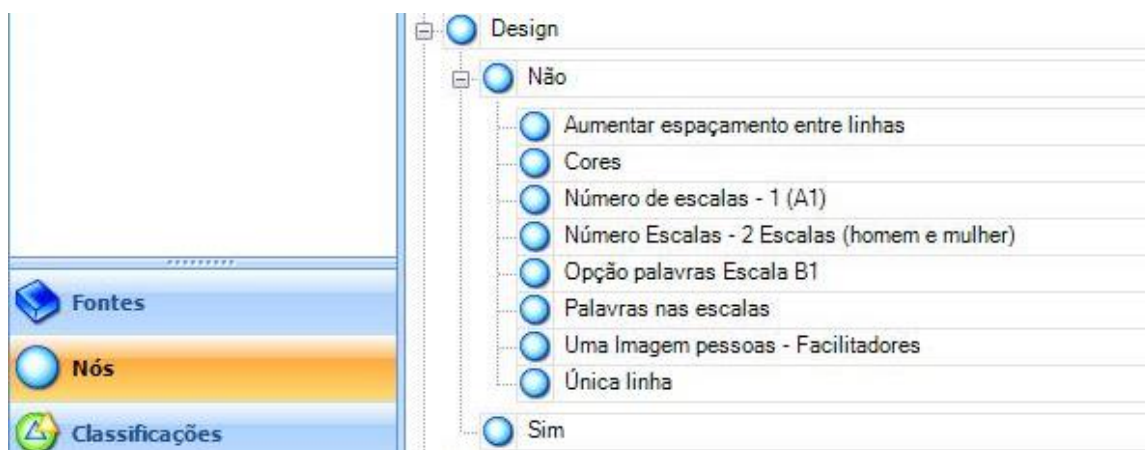 Design
Não
Aumentar espaçamento entre linhas
Cores
Número de escalas - 1 (A1)
Número Escalas - 2 Escalas (homem e mulher)
Opção palavras Escala B1
Palavras nas escalas
Uma Imagem pessoas - Facilitadores
Única linha
Sim
Fontes
Nós
Classificações